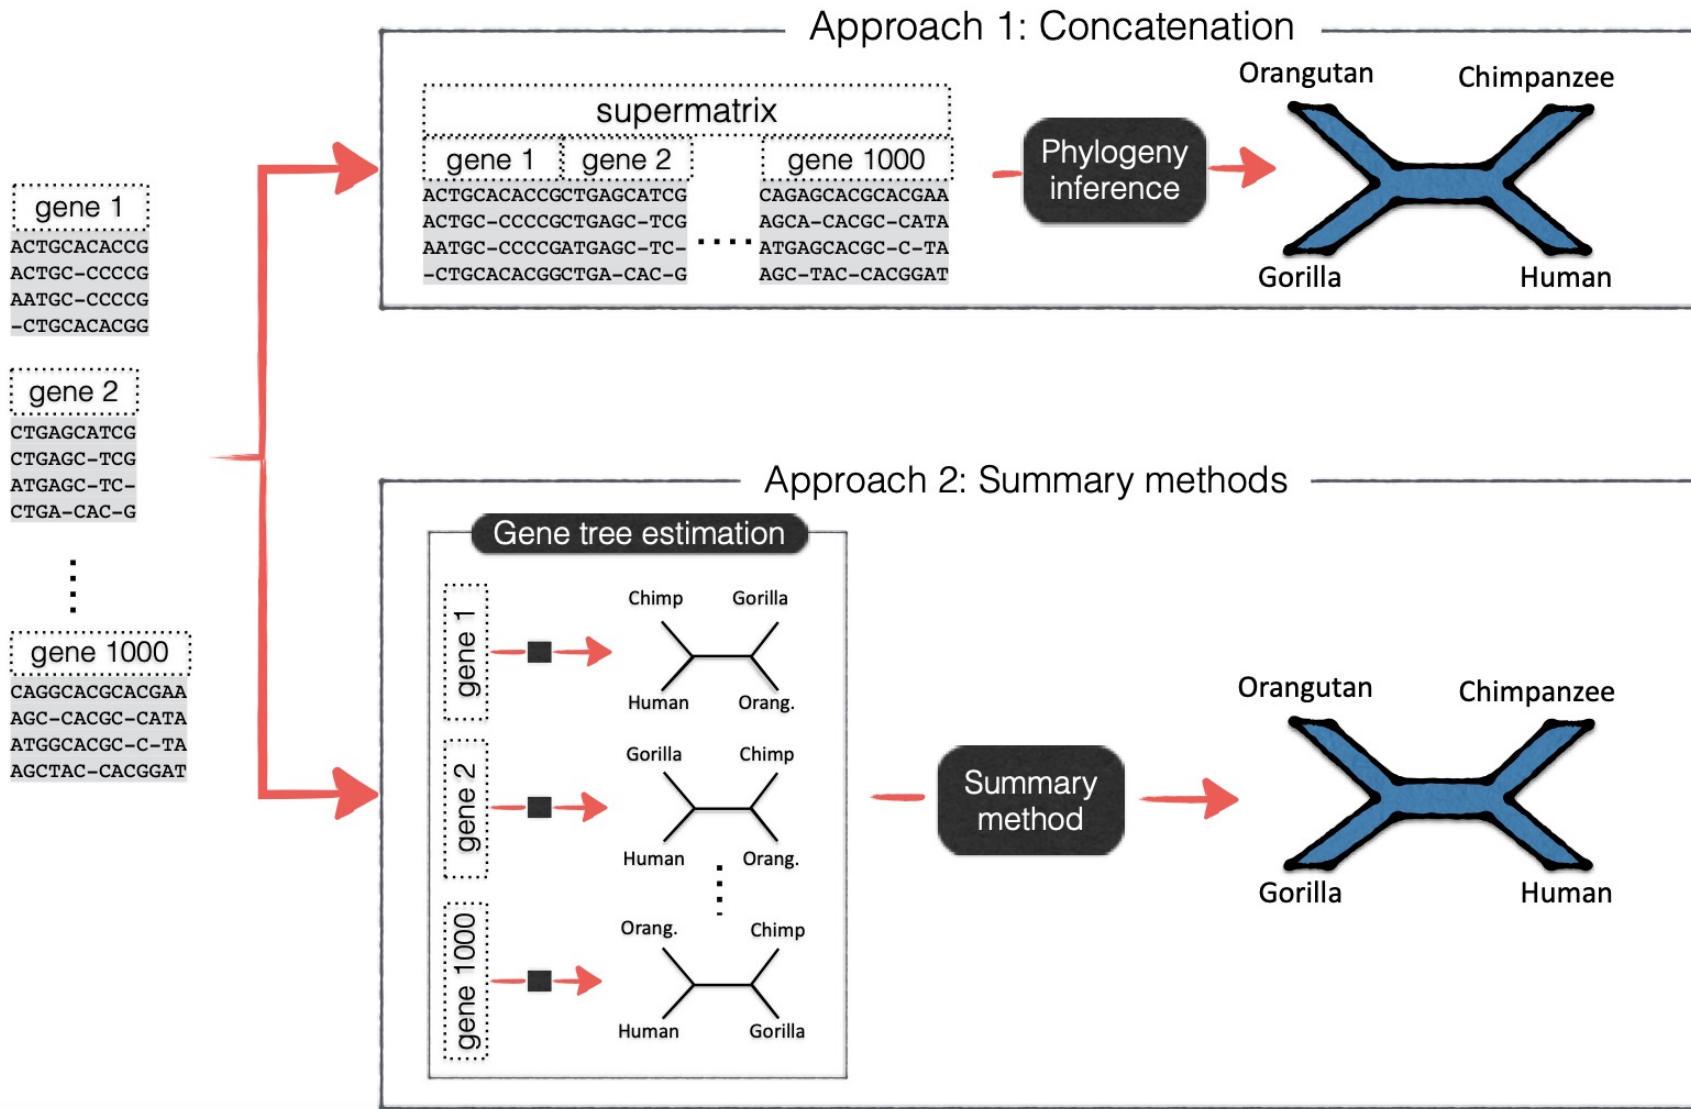 gene 1
ACTGCACACCG
ACTGC-CCCCG
AATGC-CCCCG
-CTGCACACGG
gene 2
CTGAGCATCG
CTGAGC-TCG
ATGAGC-TC-
CTGA-CAC-G
gene 1000
CAGGCACGCACGAA
AGC-CACGC-CATA
ATGGCACGC-C-TA
AGCTAC-CACGGAT
Approach 1: Concatenation
supermatrix
gene 1 gene 2 gene 1000
ACTGCACACCGCTGAGCATCG CAGAGCACGCACGAA
ACTGC-CCCCGCTGAGC-TCG AGCA-CACGC-CATA
AATGC-CCCCGATGAGC-TC- ATGAGCACGC-C-TA
-CTGCACACGGCTGA-CAC-G AGC-TAC-CACGGAT
Phylogeny
inference
Orangutan Chimpanzee
Gorilla Human
Approach 2: Summary methods
Gene tree estimation
gene 1
Chimp Gorilla
Human Orang.
gene 2
Gorilla Chimp
Human Orang.
gene 1000
Orang. Chimp
Human Gorilla
Summary
method
Orangutan Chimpanzee
Gorilla Human